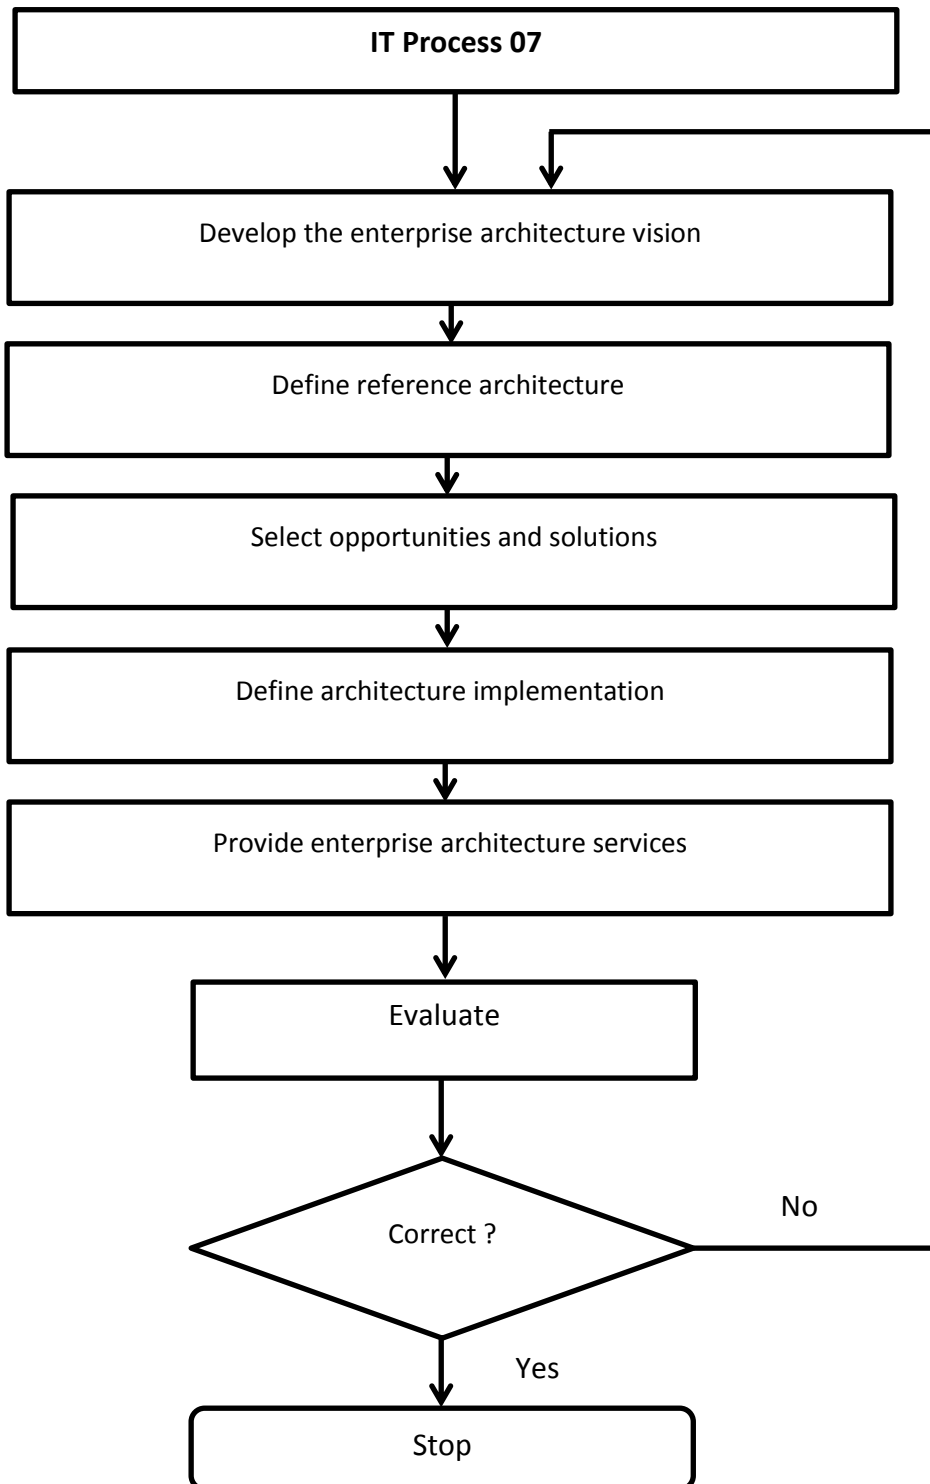 IT Process 07
Develop the enterprise architecture vision
Define reference architecture
Select opportunities and solutions
Define architecture implementation
Provide enterprise architecture services
Evaluate
Correct ?
No
Yes
Stop